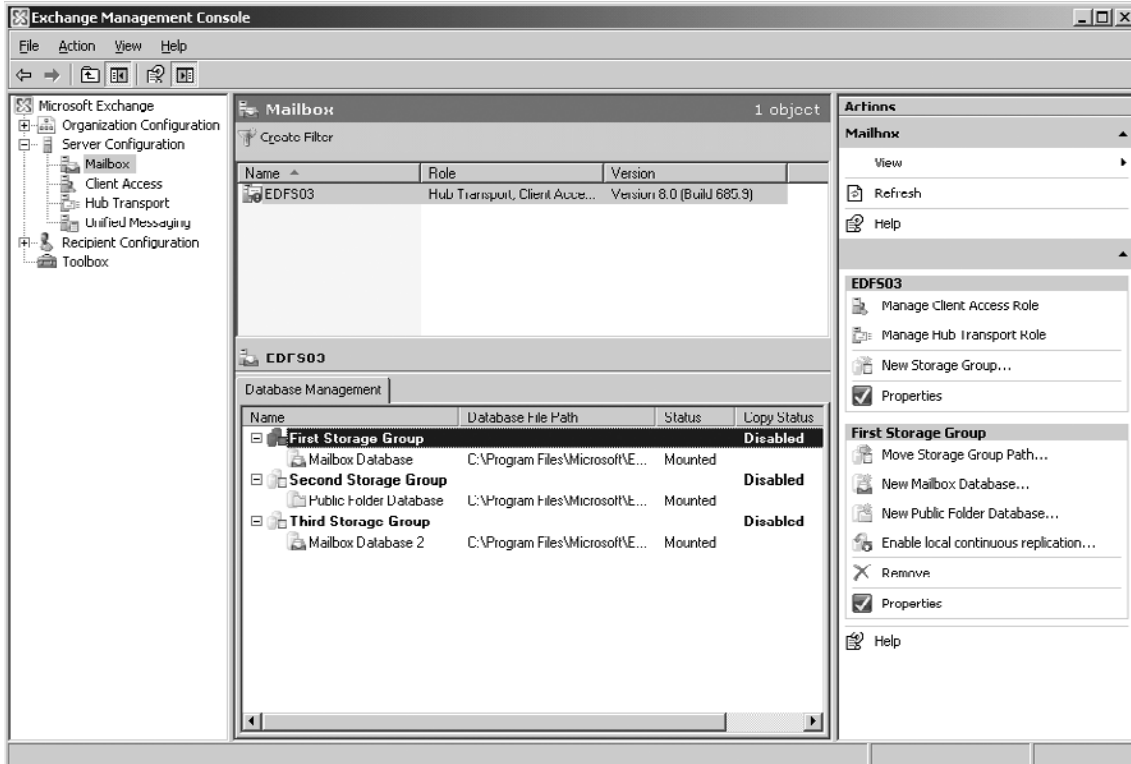 Exchange Management Console
File Action View Help
Microsoft Exchange
Organization Configuration
Server Configuration
Mailbox
Client Access
Hub Transport
Unified Messaging
Recipient Configuration
Toolbox
Mailbox 1 object
Create Filter
Name Role Version
EDFS03 Hub Transport, Client Acce... Version 8.0 (Build 685.9)
EDFS03
Database Management
Name Database File Path Status Copy Status
First Storage Group Disabled
Mailbox Database C:\Program Files\Microsoft\E... Mounted
Second Storage Group Disabled
Public Folder Database C:\Program Files\Microsoft\E... Mounted
Third Storage Group Disabled
Mailbox Database 2 C:\Program Files\Microsoft\E... Mounted
Actions
Mailbox
View
Refresh
Help
EDFS03
Manage Client Access Role
Manage Hub Transport Role
New Storage Group...
Properties
First Storage Group
Move Storage Group Path...
New Mailbox Database...
New Public Folder Database...
Enable local continuous replication...
Remove
Properties
Help